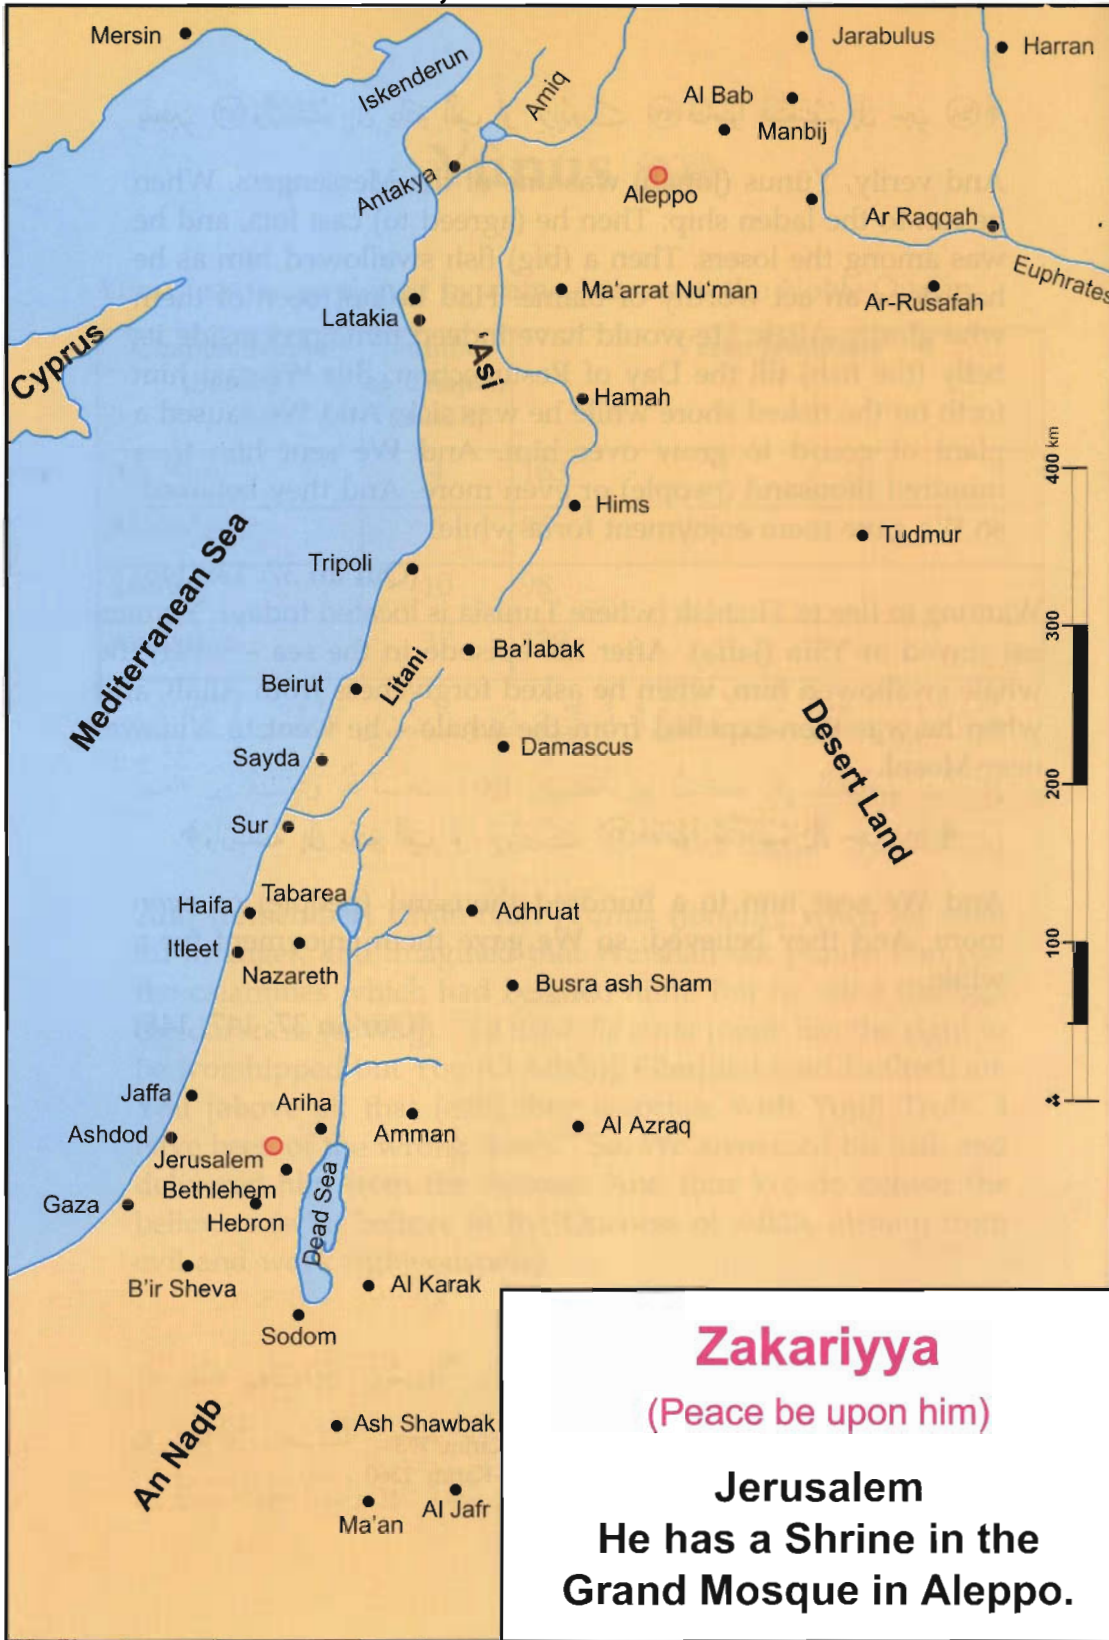 Mersin
Iskenderun
Amiq
Jarabulus
Harran
Al Bab
Manbij
Antakya
Aleppo
Ar Raqqah
Euphrates
Ma'arrat Nu'man
Ar-Rusafah
Latakia
'Asi
Cyprus
Hamah
400 km
Hims
Tudmur
Mediterranean Sea
Tripoli
300
Ba'labak
Litani
Beirut
Damascus
Desert Land
Sayda
200
Sur
Tabarea
Haifa
Adhruat
Itleet
Nazareth
100
Busra ash Sham
Jaffa
Ariha
Amman
Al Azraq
Ashdod
Jerusalem
Bethlehem
Dead Sea
Gaza
Hebron
B'ir Sheva
Al Karak
Sodom
An Naqb
Ash Shawbak
Ma'an
Al Jafr
Zakariyya
(Peace be upon him)
Jerusalem
He has a Shrine in the
Grand Mosque in Aleppo.